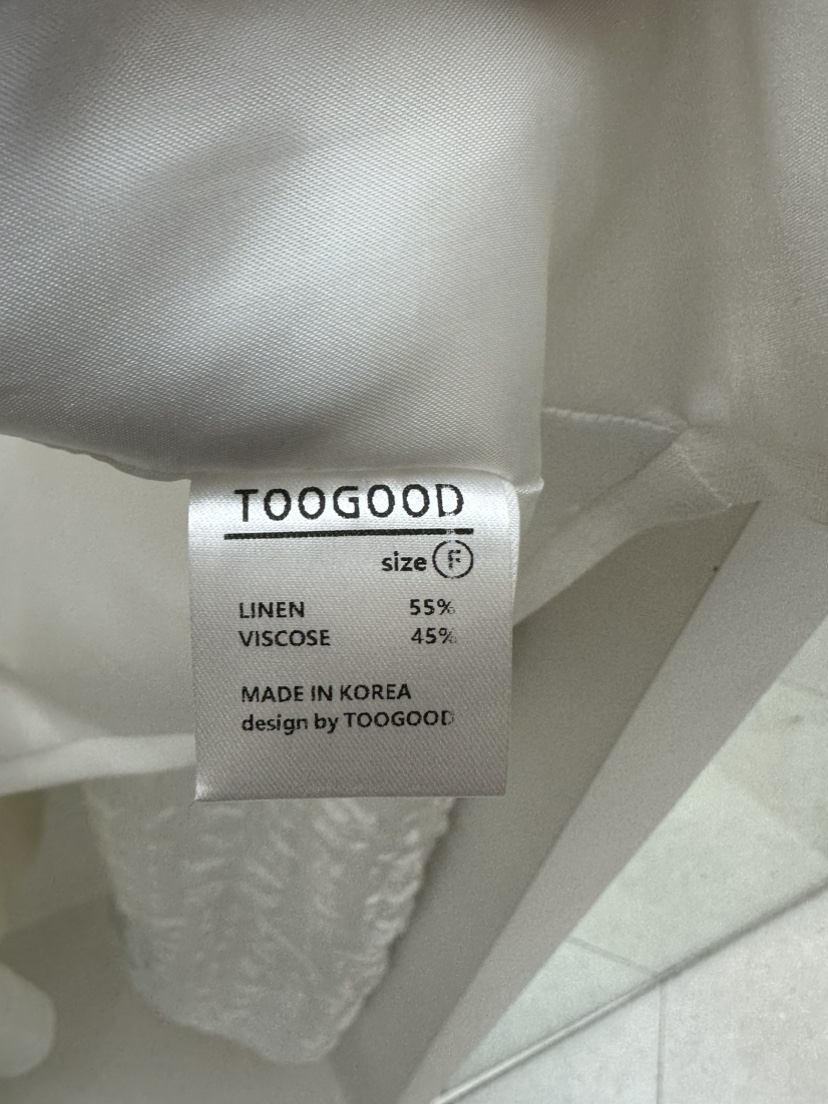 TOOGOOD
size F
LINEN 55%
VISCOSE 45%
MADE IN KOREA
design by TOOGOOD